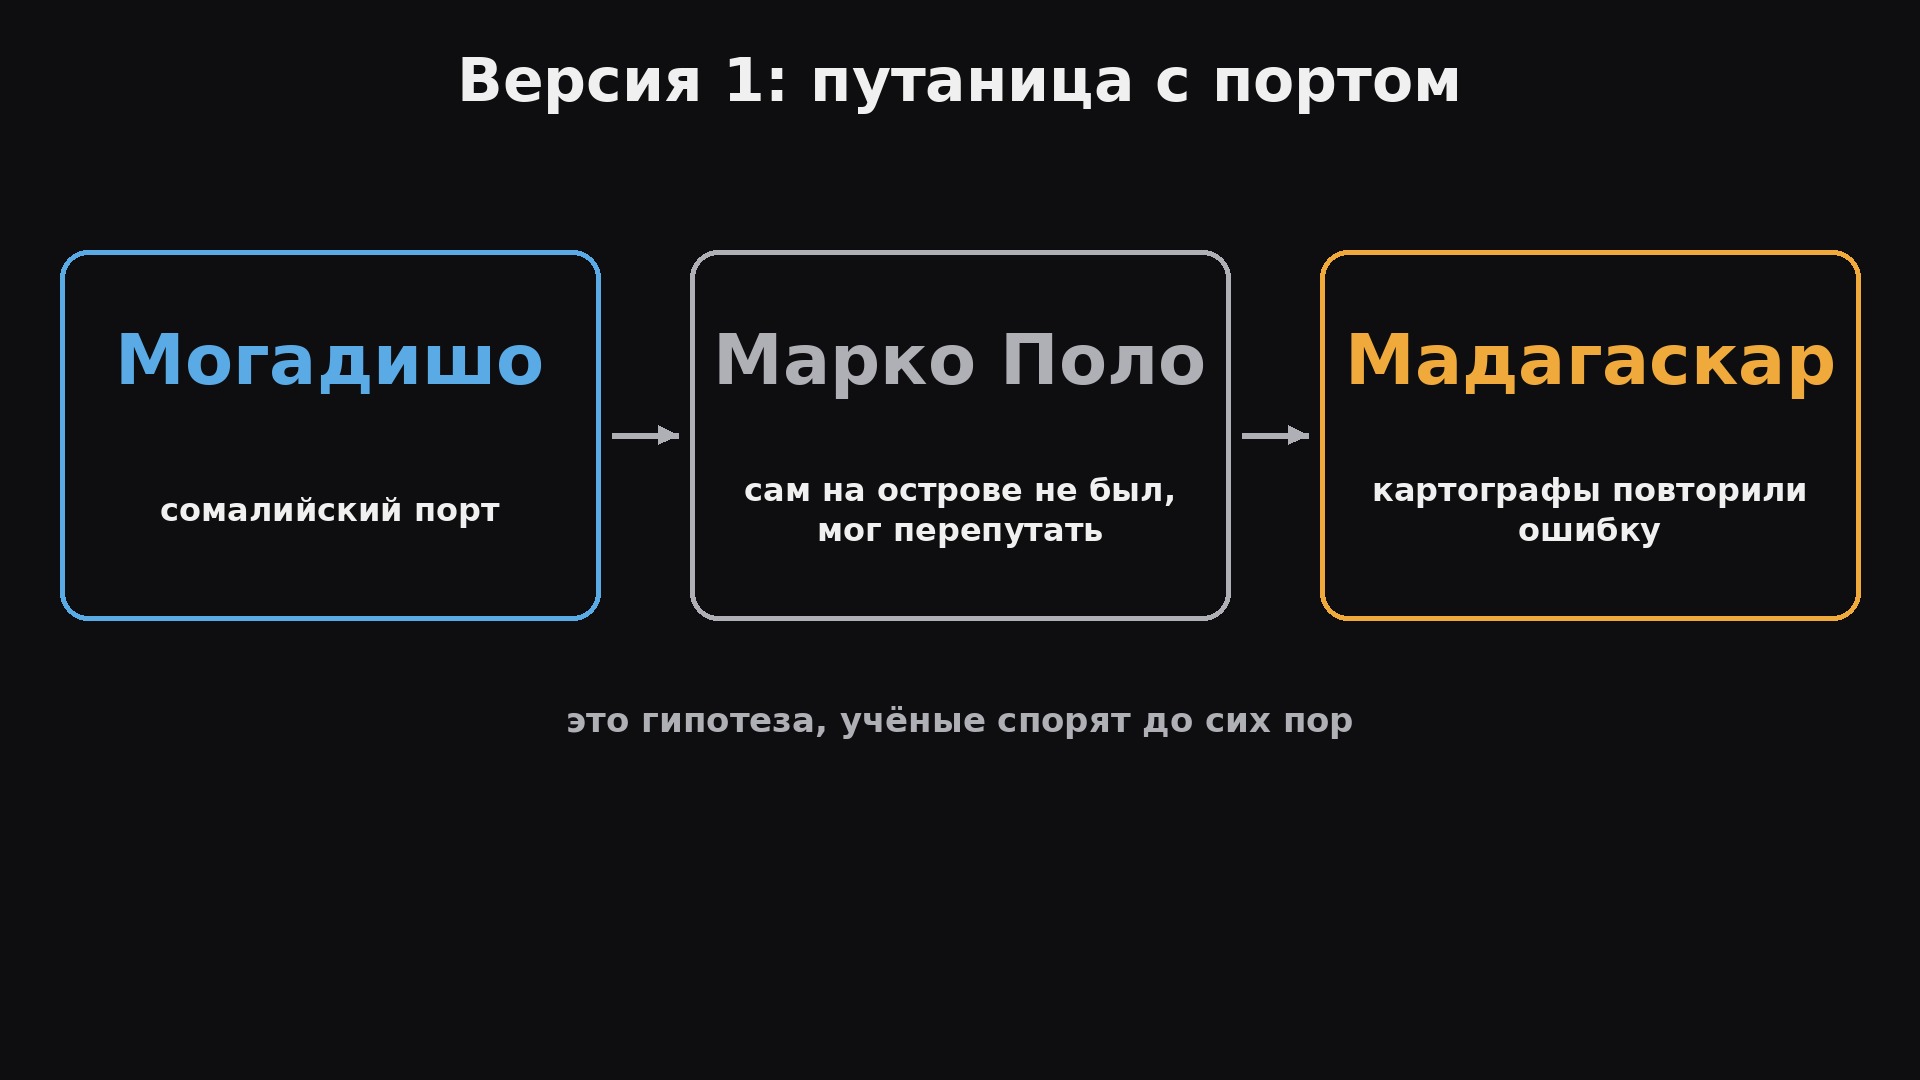 Версия 1: путаница с портом
Могадишо
сомалийский порт
Марко Поло
сам на острове не был,
мог перепутать
Мадагаскар
картографы повторили
ошибку
это гипотеза, учёные спорят до сих пор